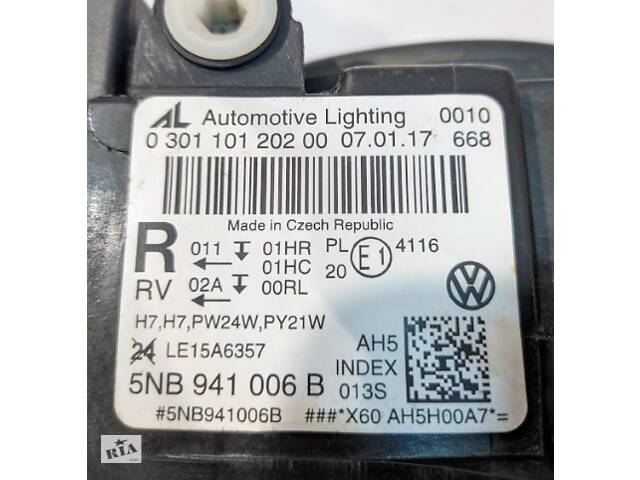 AL Automotive Lighting 0010
0 301 101 202 00 07.01.17 668
Made in Czech Republic
R 011 01HR PL E1 4116
01HC 20
RV 02A 00RL
H7,H7,PW24W,PY21W
24 LE15A6357 AH5
INDEX
5NB 941 006 B 013S
#5NB941006B ###*X60 AH5H00A7*=
RIA
.com